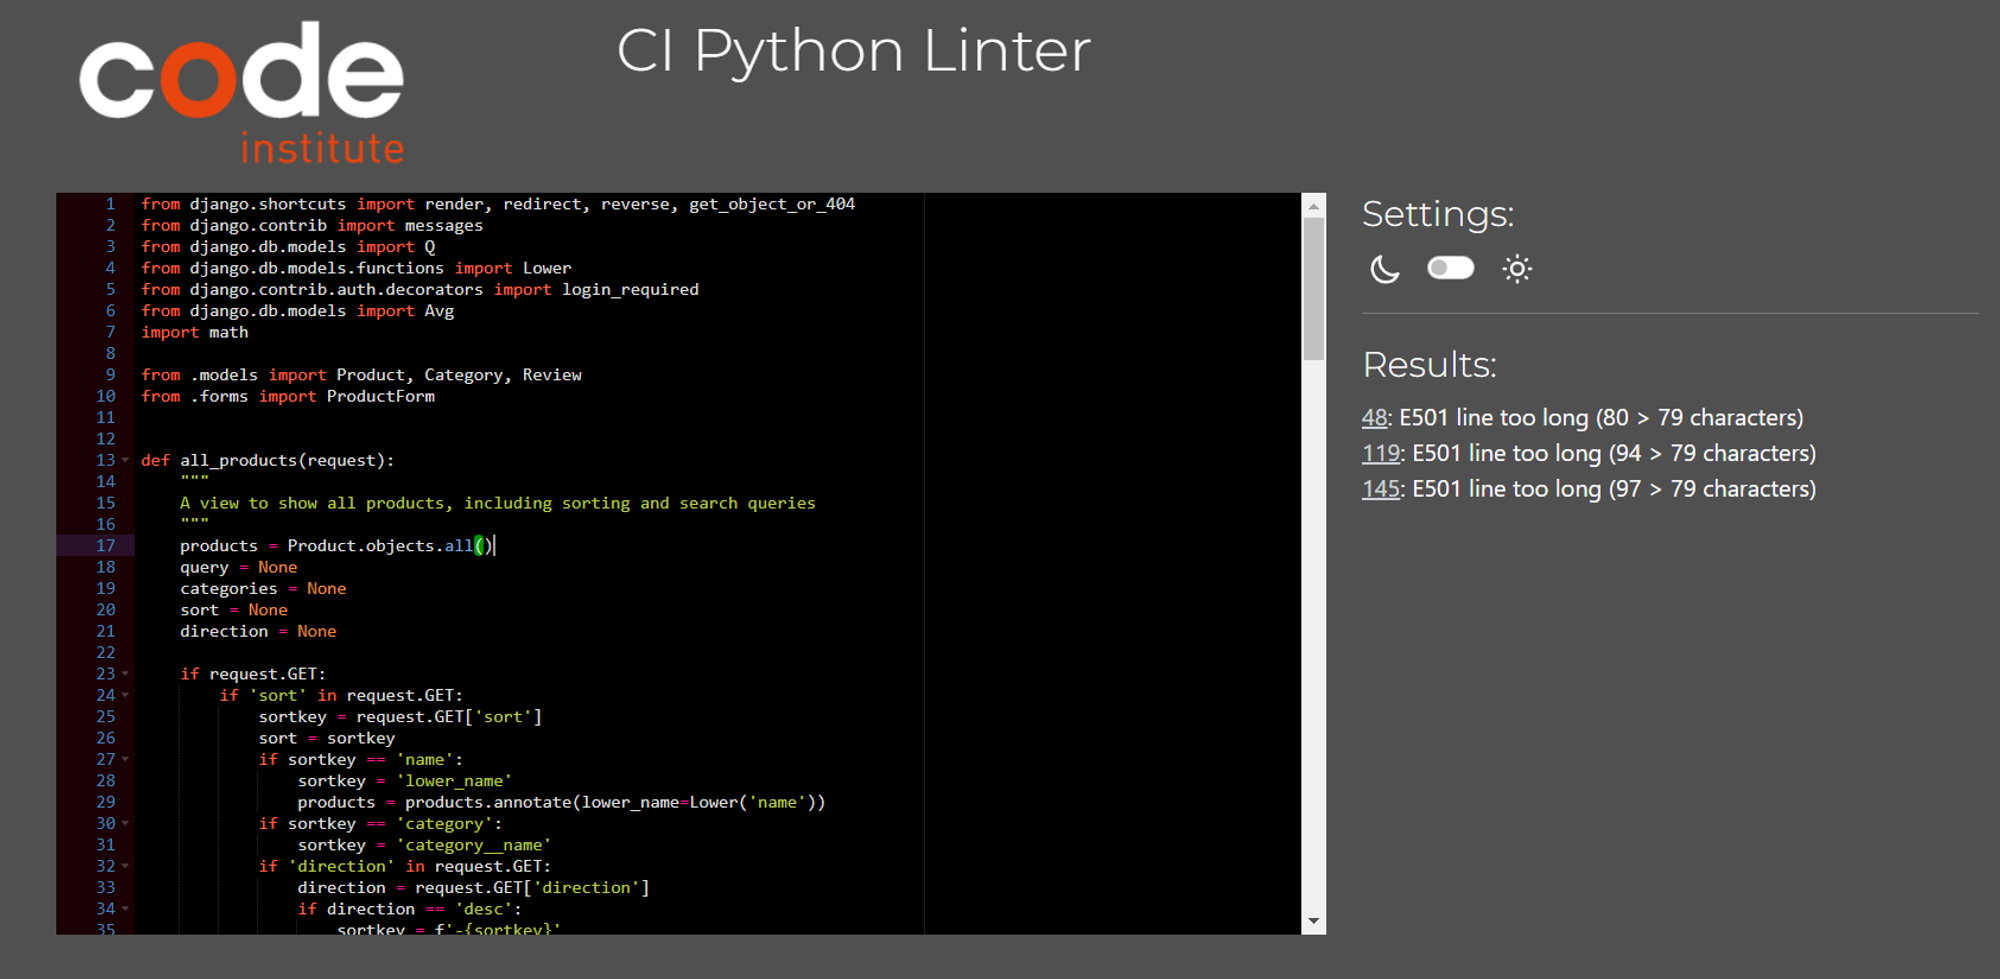 code
institute
CI Python Linter
1 from django.shortcuts import render, redirect, reverse, get_object_or_404
2 from django.contrib import messages
3 from django.db.models import Q
4 from django.db.models.functions import Lower
5 from django.contrib.auth.decorators import login_required
6 from django.db.models import Avg
7 import math
8
9 from .models import Product, Category, Review
10 from .forms import ProductForm
11
12
13 def all_products(request):
14     """
15     A view to show all products, including sorting and search queries
16     """
17     products = Product.objects.all()
18     query = None
19     categories = None
20     sort = None
21     direction = None
22
23     if request.GET:
24         if 'sort' in request.GET:
25             sortkey = request.GET['sort']
26             sort = sortkey
27             if sortkey == 'name':
28                 sortkey = 'lower_name'
29                 products = products.annotate(lower_name=Lower('name'))
30             if sortkey == 'category':
31                 sortkey = 'category__name'
32             if 'direction' in request.GET:
33                 direction = request.GET['direction']
34                 if direction == 'desc':
35                     sortkey = f'-{sortkey}'
Settings:
Results:
48: E501 line too long (80 > 79 characters)
119: E501 line too long (94 > 79 characters)
145: E501 line too long (97 > 79 characters)